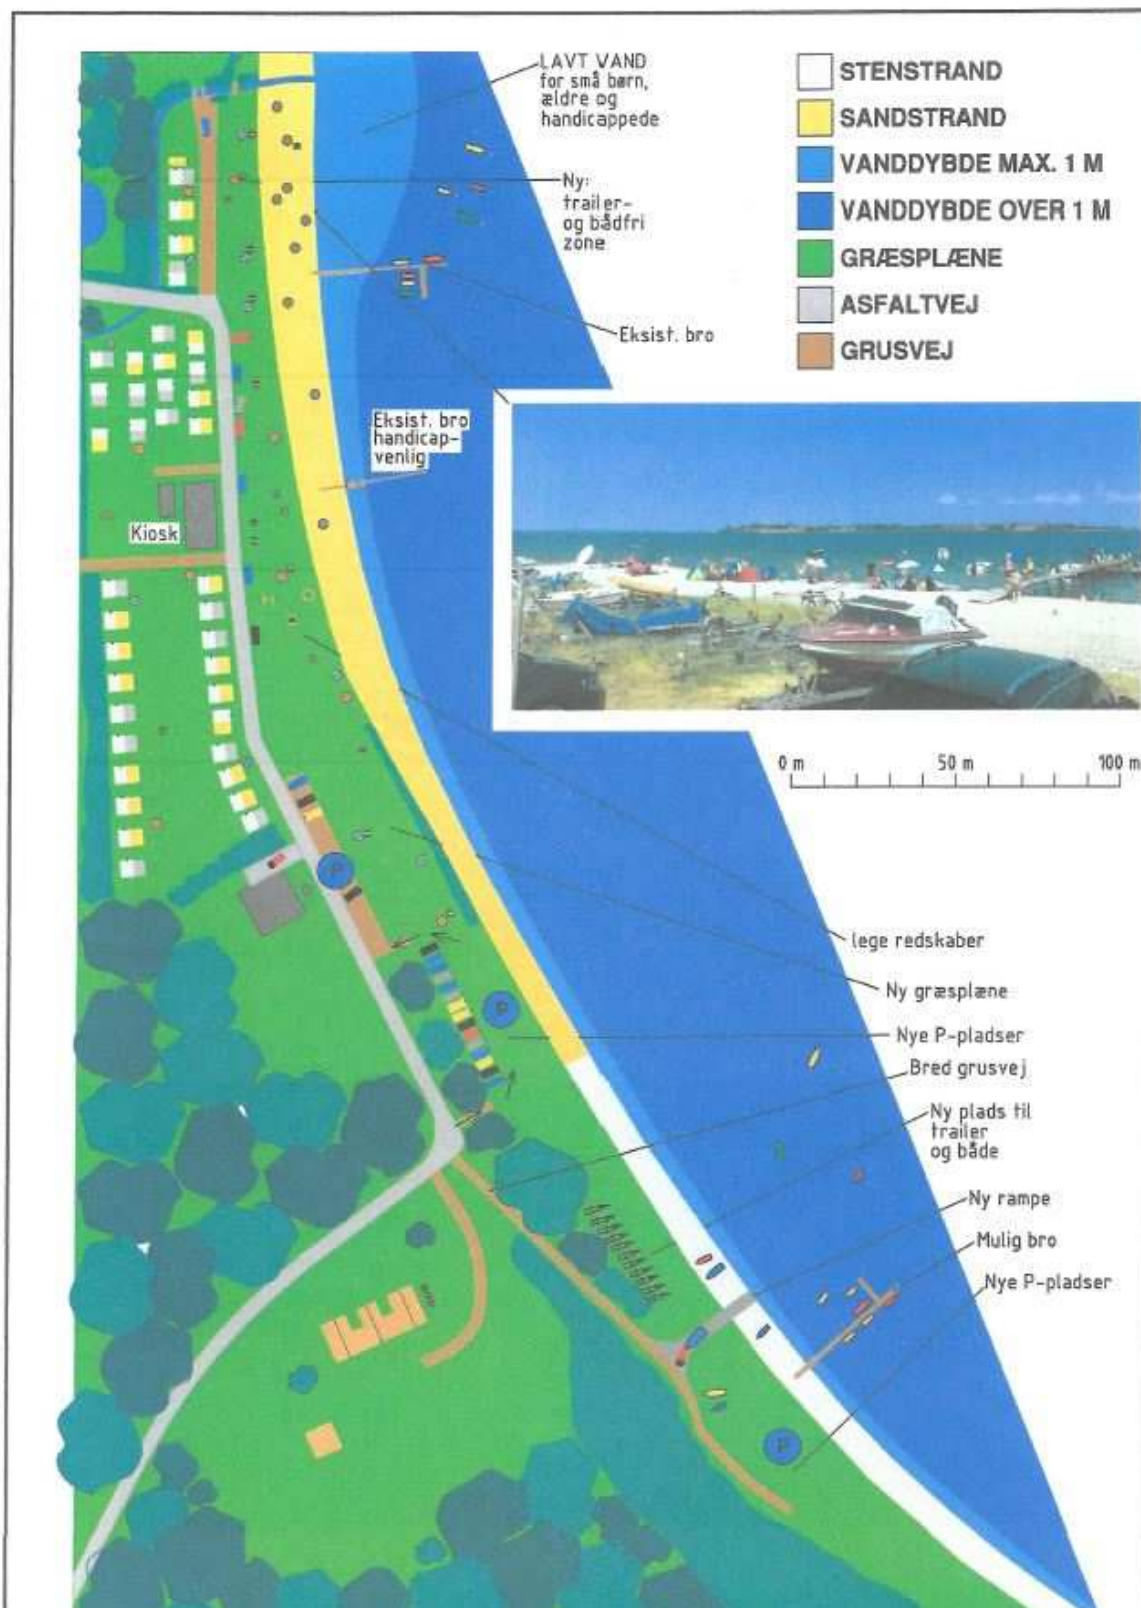 LAVT VAND
for små børn,
ældre og
handicappede
STENSTRAND
SANDSTRAND
VANDDYBDE MAX. 1 M
VANDDYBDE OVER 1 M
GRÆSPLÆNE
ASFALTVEJ
GRUSVEJ
Ny:
trailer-
og bådfri
zone
Eksist. bro
Eksist. bro
handicap-
venlig
Kiosk
0 m 50 m 100 m
P
lege redskaber
Ny græsplæne
P
Nye P-pladser
Bred grusvej
Ny plads til
trailer
og både
Ny rampe
Mulig bro
Nye P-pladser
P